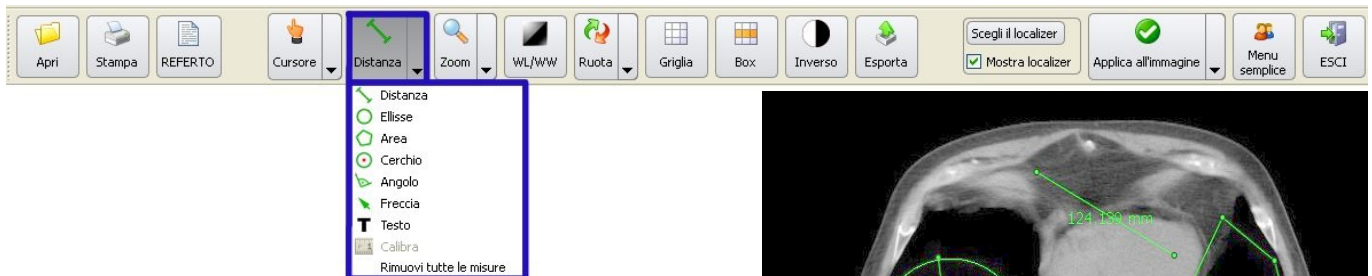 Apri
Stampa
REFERTO
Cursore
Distanza
Zoom
WL/WW
Ruota
Griglia
Box
Inverso
Esporta
Scegli il localizer
Mostra localizer
Applica all'immagine
Menu
semplice
ESCI
Distanza
Ellisse
Area
Cerchio
Angolo
Freccia
T Testo
Calibra
Rimuovi tutte le misure
124.139 mm